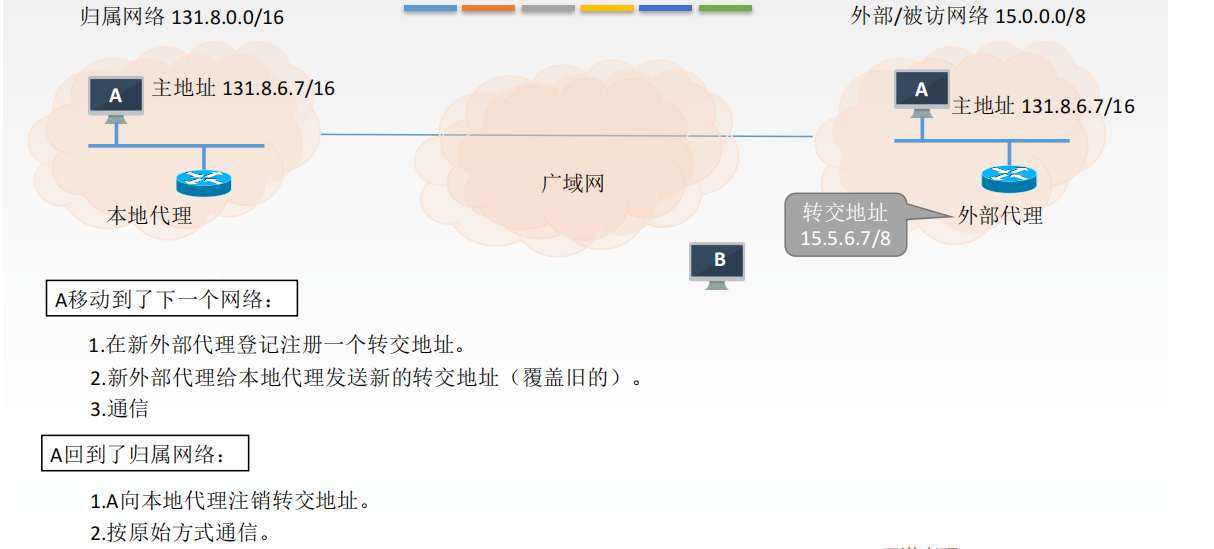 归属网络 131.8.0.0/16
外部/被访网络 15.0.0.0/8
A
主地址 131.8.6.7/16
A
主地址 131.8.6.7/16
广域网
本地代理
转交地址
15.5.6.7/8
外部代理
B
A移动到了下一个网络：
1.在新外部代理登记注册一个转交地址。
2.新外部代理给本地代理发送新的转交地址（覆盖旧的）。
3.通信
A回到了归属网络：
1.A向本地代理注销转交地址。
2.按原始方式通信。